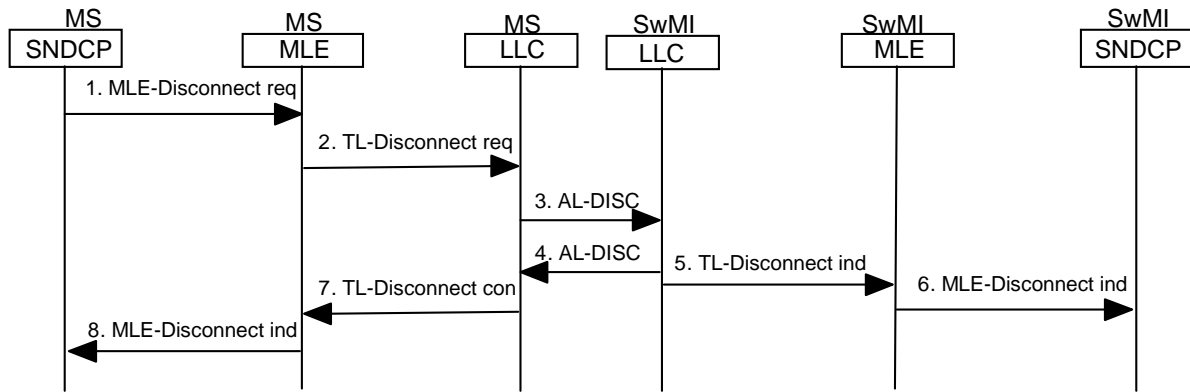 MS
SNDCP
MS
MLE
MS
LLC
SwMI
LLC
SwMI
MLE
SwMI
SNDCP
1. MLE-Disconnect req
2. TL-Disconnect req
3. AL-DISC
4. AL-DISC
5. TL-Disconnect ind
6. MLE-Disconnect ind
7. TL-Disconnect con
8. MLE-Disconnect ind